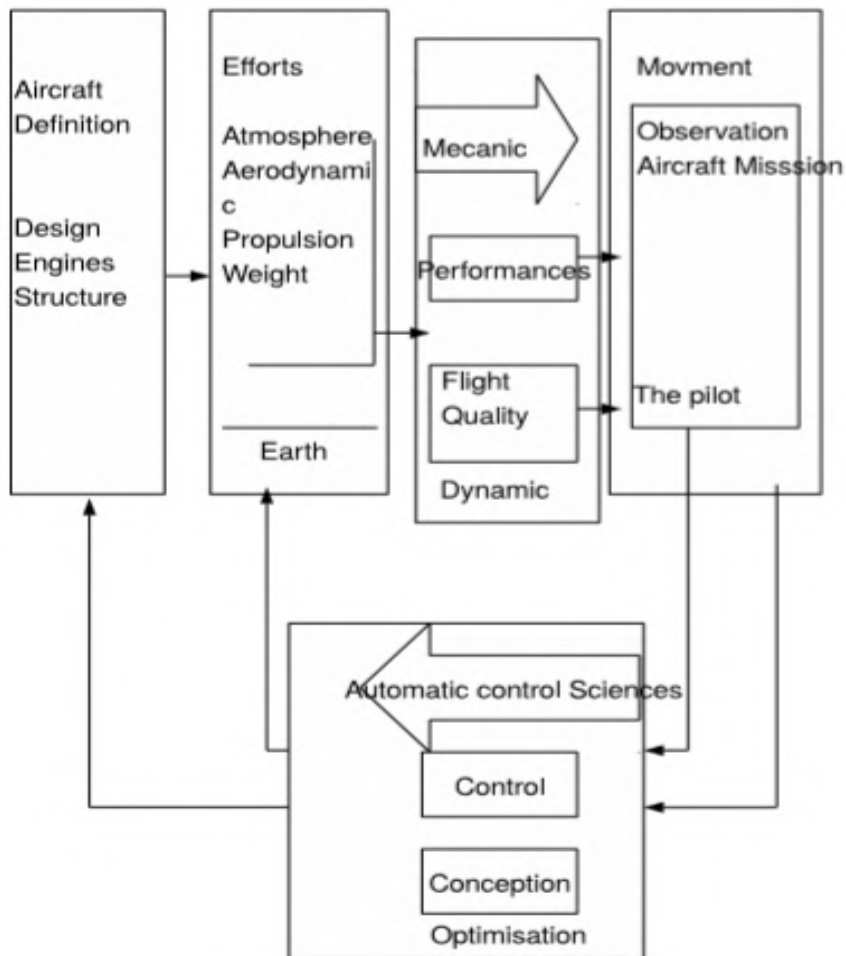 Aircraft
Definition
Design
Engines
Structure
Efforts
Atmosphere
Aerodynami
c
Propulsion
Weight
Earth
Mecanic
Performances
Flight
Quality
Dynamic
Movment
Observation
Aircraft Misssion
The pilot
Automatic control Sciences
Control
Conception
Optimisation